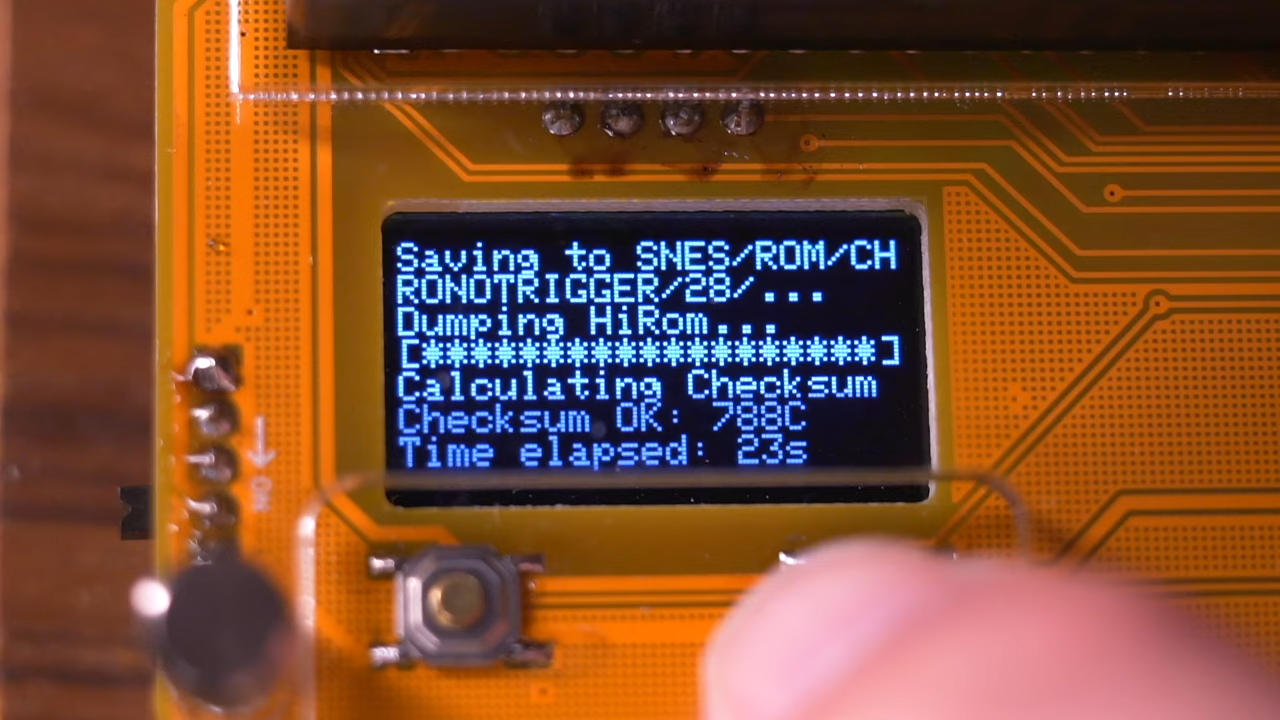 Saving to SNES/ROM/CH
RONOTRIGGER/28/...
Dumping HiRom...
[*******************]
Calculating Checksum
Checksum OK: 788C
Time elapsed: 23s